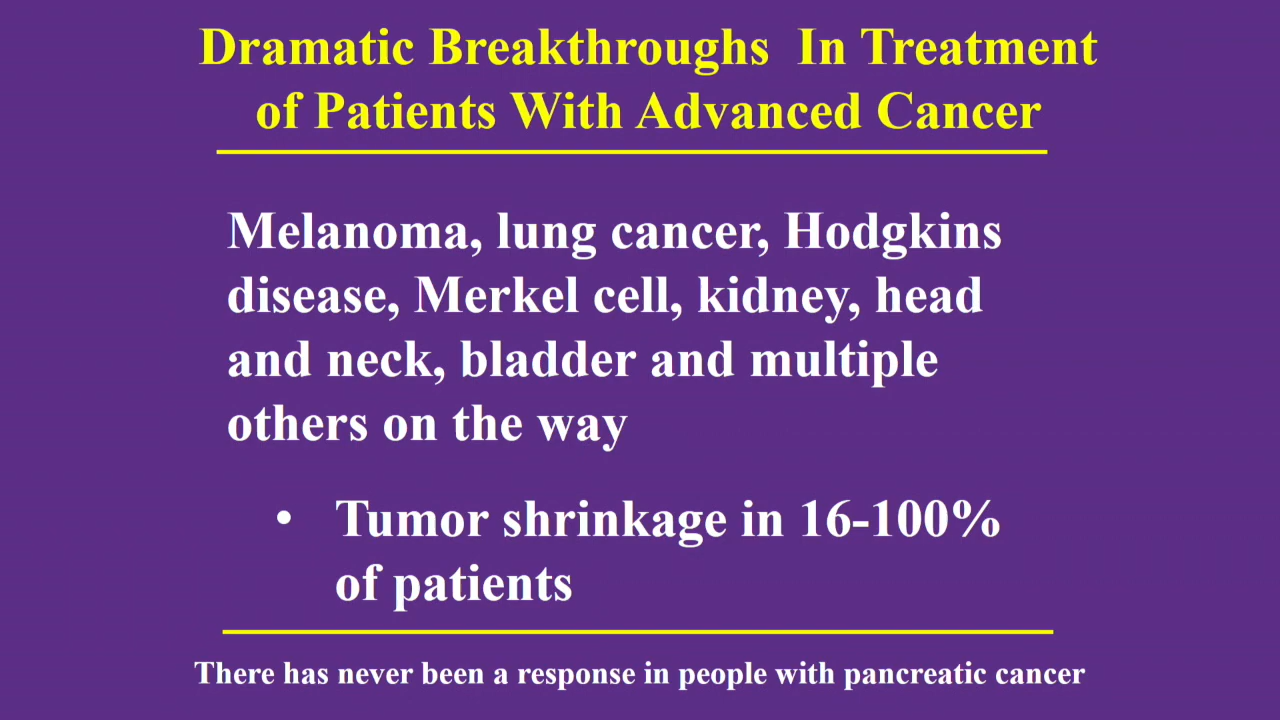 Dramatic Breakthroughs In Treatment
of Patients With Advanced Cancer
Melanoma, lung cancer, Hodgkins
disease, Merkel cell, kidney, head
and neck, bladder and multiple
others on the way
• Tumor shrinkage in 16-100%
of patients
There has never been a response in people with pancreatic cancer